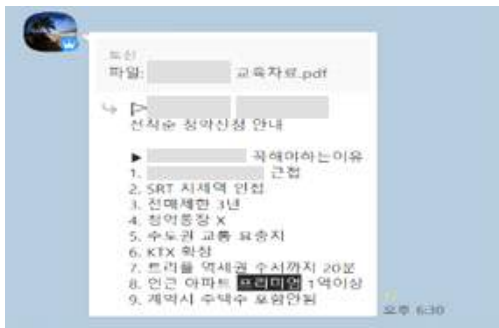 파일: 교육자료.pdf
선착순 청약신청 안내
▶ 꼭해야하는이유
1. 근접
2. SRT 지제역 인접
3. 전매제한 3년
4. 청약통장 X
5. 수도권 교통 요충지
6. KTX 확정
7. 트리플 역세권 수서까지 20분
8. 인근 아파트 프리미엄 1억이상
9. 계약시 주택수 포함안됨
오후 6:30